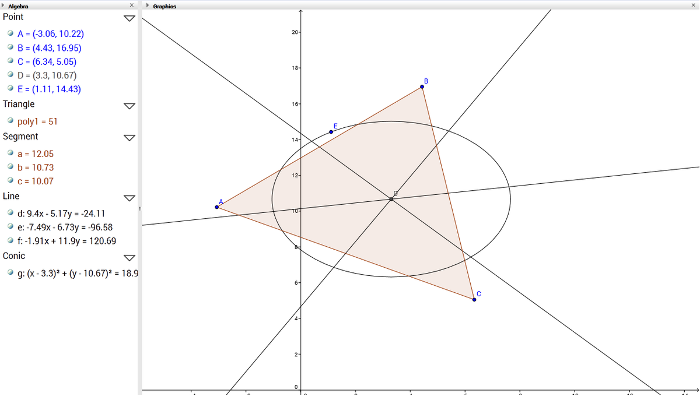 Algebra
Graphics
Point
A = (-3.06, 10.22)
B = (4.43, 16.95)
C = (6.34, 5.05)
D = (3.3, 10.67)
E = (1.11, 14.43)
Triangle
poly1 = 51
Segment
a = 12.05
b = 10.73
c = 10.07
Line
d: 9.4x - 5.17y = -24.11
e: -7.49x - 6.73y = -96.58
f: -1.91x + 11.9y = 120.69
Conic
g: (x - 3.3)² + (y - 10.67)² = 18.9
20
18
16
14
12
10
8
6
4
2
0
B
E
A
D
C